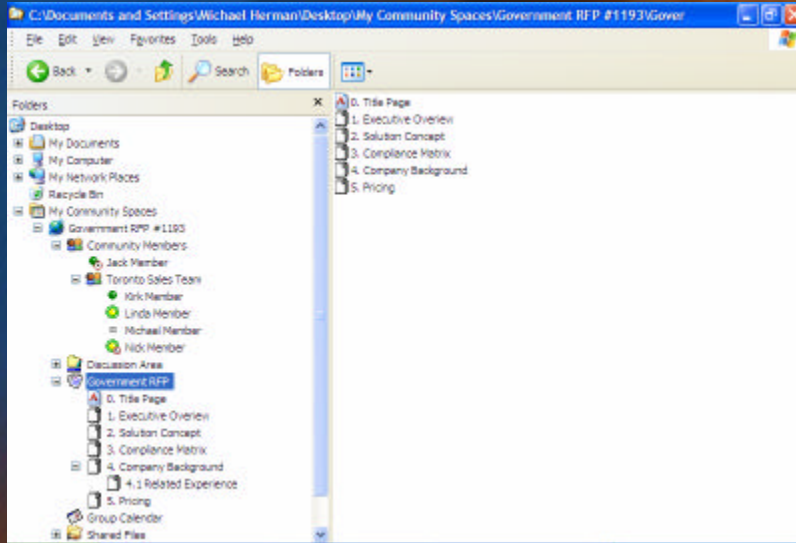 C:\Documents and Settings\Michael Herman\Desktop\My Community Spaces\Government RFP #1193\Gover
File Edit View Favorites Tools Help
Back Search Folders
Folders
Desktop
My Documents
My Computer
My Network Places
Recycle Bin
My Community Spaces
Government RFP #1193
Community Members
Jack Member
Toronto Sales Team
Kirk Member
Linda Member
Michael Member
Nick Member
Discussion Area
Government RFP
0. Title Page
1. Executive Overiew
2. Solution Concept
3. Compliance Matrix
4. Company Background
4.1 Related Experience
5. Pricing
Group Calendar
Shared Files
0. Title Page
1. Executive Overiew
2. Solution Concept
3. Compliance Matrix
4. Company Background
5. Pricing